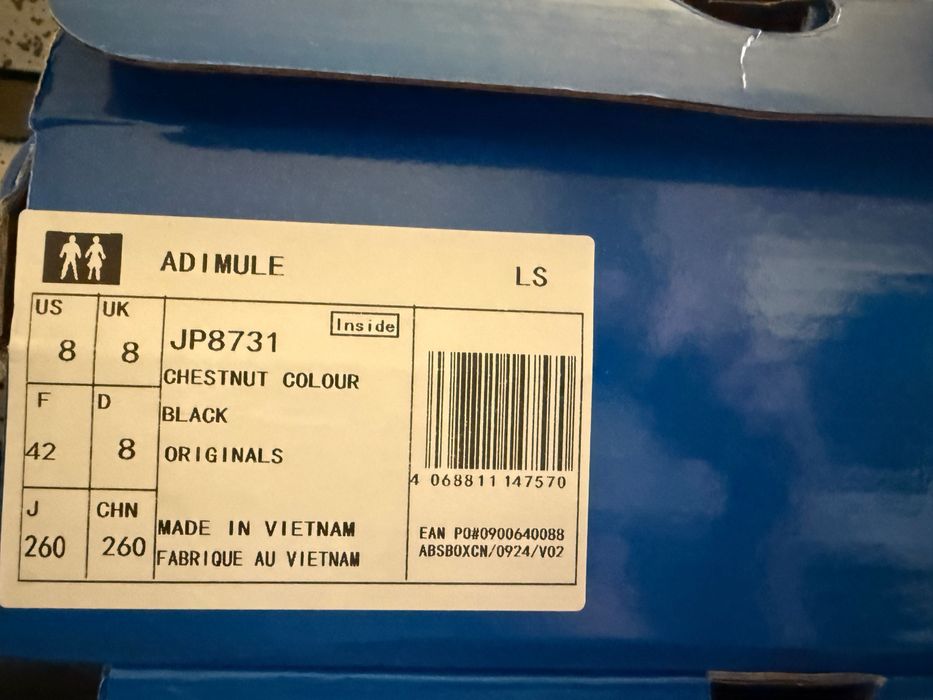 ADIMULE
LS
US
UK
8
8
F
D
42
8
J
CHN
260
260
Inside
JP8731
CHESTNUT COLOUR
BLACK
ORIGINALS
MADE IN VIETNAM
FABRIQUE AU VIETNAM
4 068811 147570
EAN PO#0900640088
ABSBOXCN/0924/V02